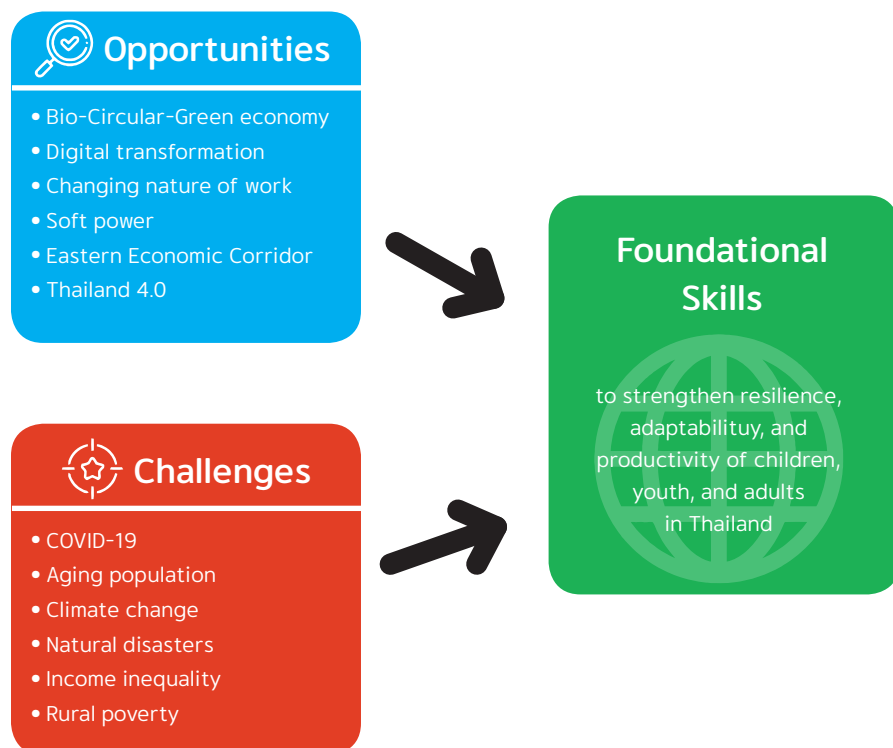 Opportunities
• Bio-Circular-Green economy
• Digital transformation
• Changing nature of work
• Soft power
• Eastern Economic Corridor
• Thailand 4.0
Challenges
• COVID-19
• Aging population
• Climate change
• Natural disasters
• Income inequality
• Rural poverty
Foundational
Skills
to strengthen resilience,
adaptabilituy, and
productivity of children,
youth, and adults
in Thailand